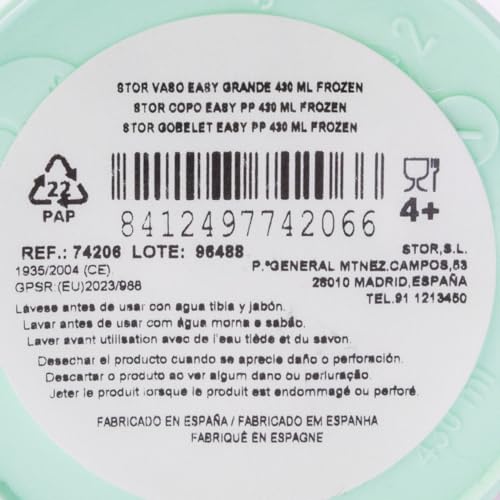 STOR VASO EASY GRANDE 430 ML FROZEN
STOR COPO EASY PP 430 ML FROZEN
STOR GOBELET EASY PP 430 ML FROZEN
22
PAP
8412497742066
4+
REF.: 74206 LOTE: 96488
1935/2004 (CE)
GPSR:(EU)2023/988
STOR,S.L.
P.ºGENERAL MTNEZ.CAMPOS,53
28010 MADRID,ESPAÑA
TEL.91 1213450
Lávese antes de usar con agua tibia y jabón.
Lavar antes de usar com água morna e sabão.
Laver avant utilisation avec de l'eau tiède et du savon.
Desechar el producto cuando se aprecie daño o perforación.
Descartar o produto ao ver algum dano ou perluração.
Jeter le produit lorsque le produit est endommagé ou perforé.
FABRICADO EN ESPAÑA / FABRICADO EM ESPANHA
FABRIQUÉ EN ESPAGNE
2
430 ml